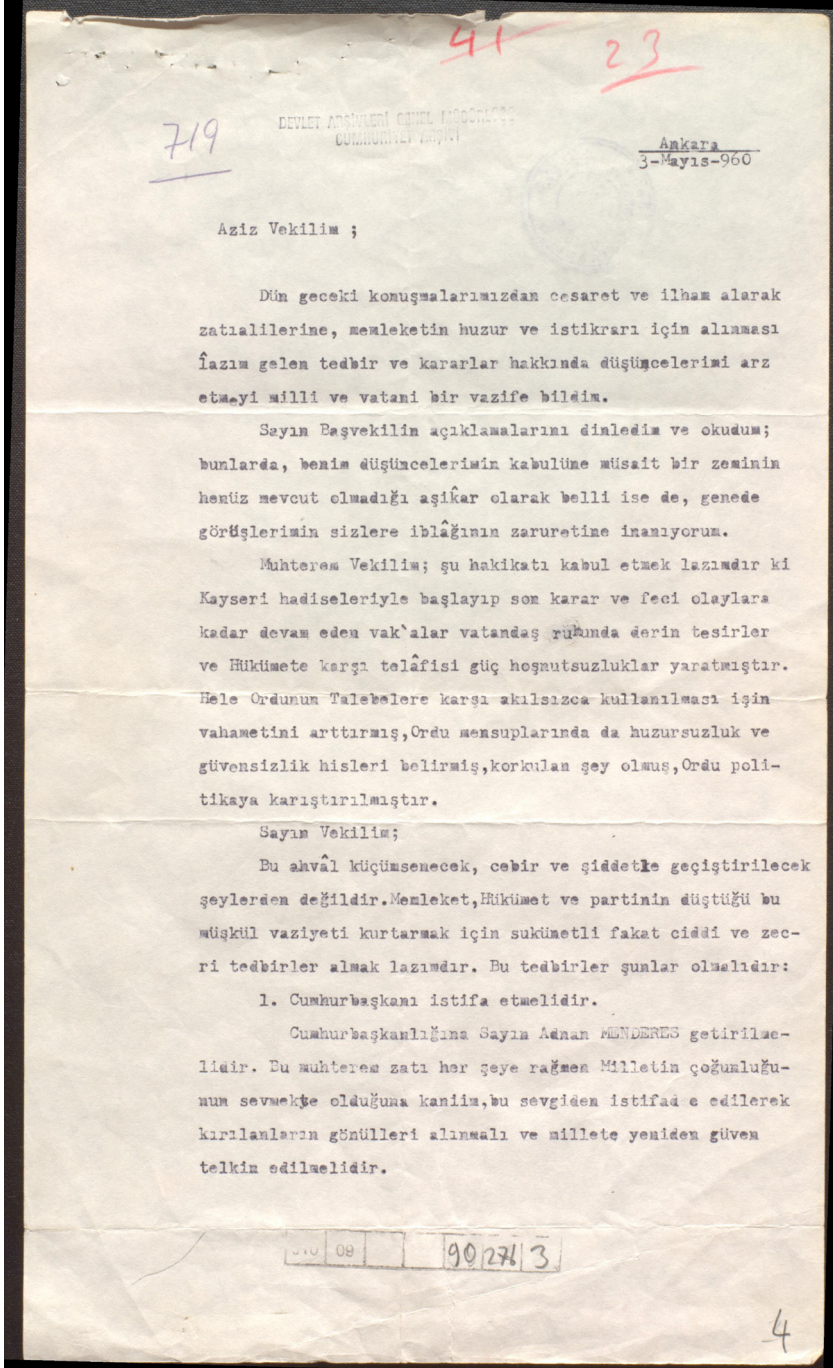 41
23
719
DEVLET ARŞİVLERİ GENEL MÜDÜRLÜĞÜ
CUMHURİYET ARŞİVİ
Ankara
3-Mayıs-960
Aziz Vekilim ;
Dün geceki konuşmalarımızdan cesaret ve ilham alarak
zatıalilerine, memleketin huzur ve istikrarı için alınması
lâzım gelen tedbir ve kararlar hakkında düşüncelerimi arz
etmeyi milli ve vatani bir vazife bildim.
Sayın Başvekilin açıklamalarını dinledim ve okudum;
bunlarda, benim düşüncelerimin kabulüne müsait bir zeminin
henüz mevcut olmadığı aşikâr olarak belli ise de, genede
görüşlerimin sizlere iblâğının zaruretine inanıyorum.
Muhterem Vekilim; şu hakikatı kabul etmek lazımdır ki
Kayseri hadiseleriyle başlayıp son karar ve feci olaylara
kadar devam eden vak'alar vatandaş ruhunda derin tesirler
ve Hükümete karşı telâfisi güç hoşnutsuzluklar yaratmıştır.
Hele Ordunun Talebelere karşı akılsızca kullanılması işin
vahametini arttırmış,Ordu mensuplarında da huzursuzluk ve
güvensizlik hisleri belirmiş,korkulan şey olmuş,Ordu poli-
tikaya karıştırılmıştır.
Sayın Vekilim;
Bu ahvâl küçümsenecek, cebir ve şiddetle geçiştirilecek
şeylerden değildir.Memleket,Hükümet ve partinin düştüğü bu
müşkül vaziyeti kurtarmak için sukünetli fakat ciddi ve zec-
ri tedbirler almak lazımdır. Bu tedbirler şunlar olmalıdır:
1. Cumhurbaşkanı istifa etmelidir.
Cumhurbaşkanlığına Sayın Adnan MENDERES getirilme-
lidir. Bu muhterem zatı her şeye rağmen Milletin çoğunluğu-
nun sevmekte olduğuna kaniim,bu sevgiden istifad e edilerek
kırılanların gönülleri alınmalı ve millete yeniden güven
telkin edilmelidir.
09 90 276 3
4